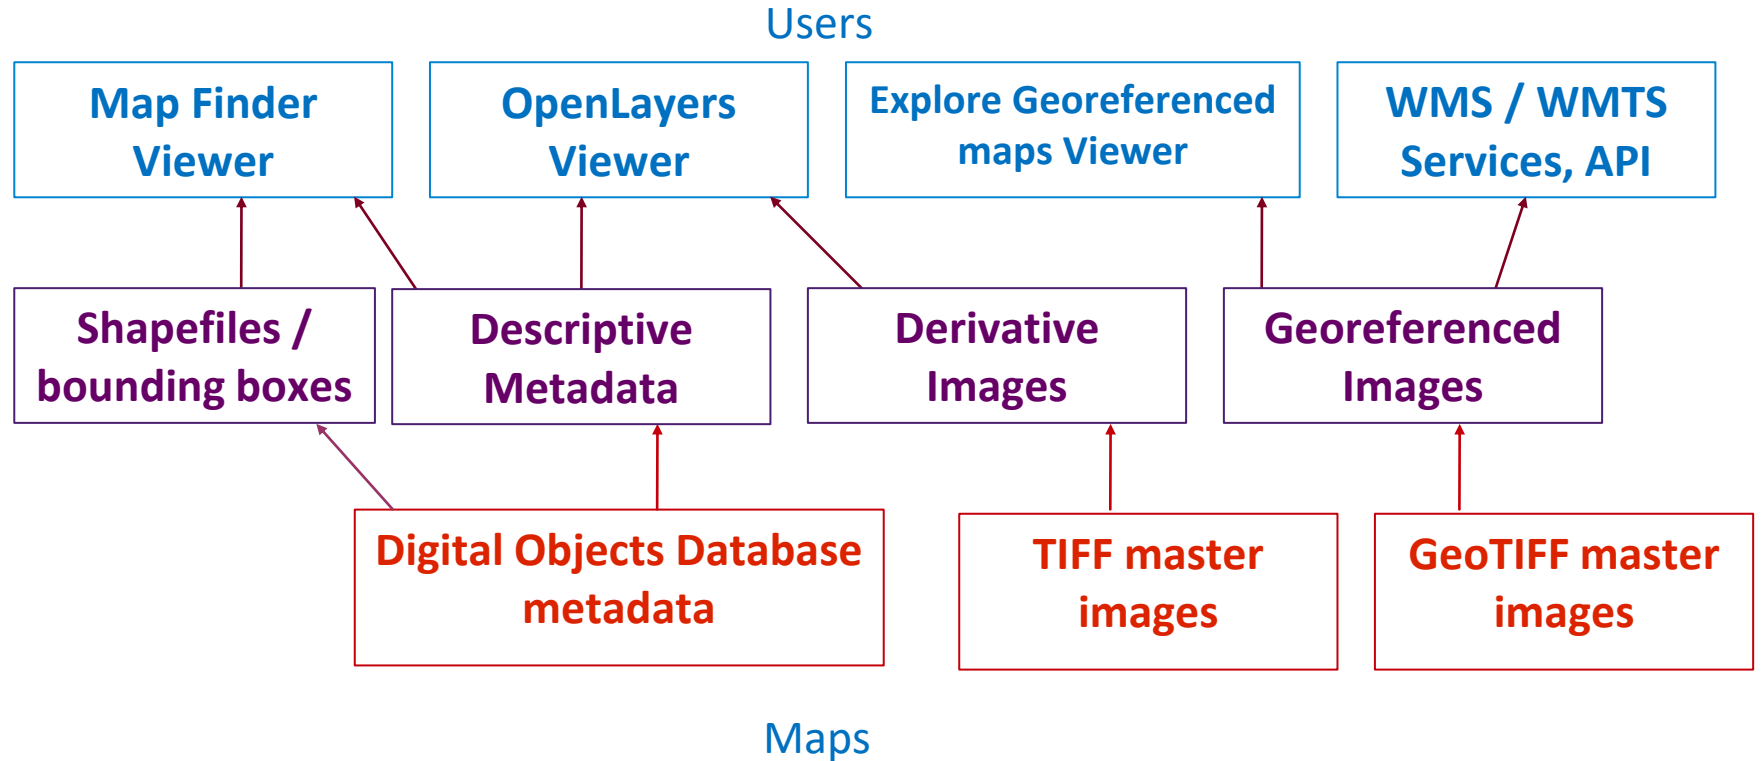 Users
Map Finder
Viewer
OpenLayers
Viewer
Explore Georeferenced
maps Viewer
WMS / WMTS
Services, API
Shapefiles /
bounding boxes
Descriptive
Metadata
Derivative
Images
Georeferenced
Images
Digital Objects Database
metadata
TIFF master
images
GeoTIFF master
images
Maps